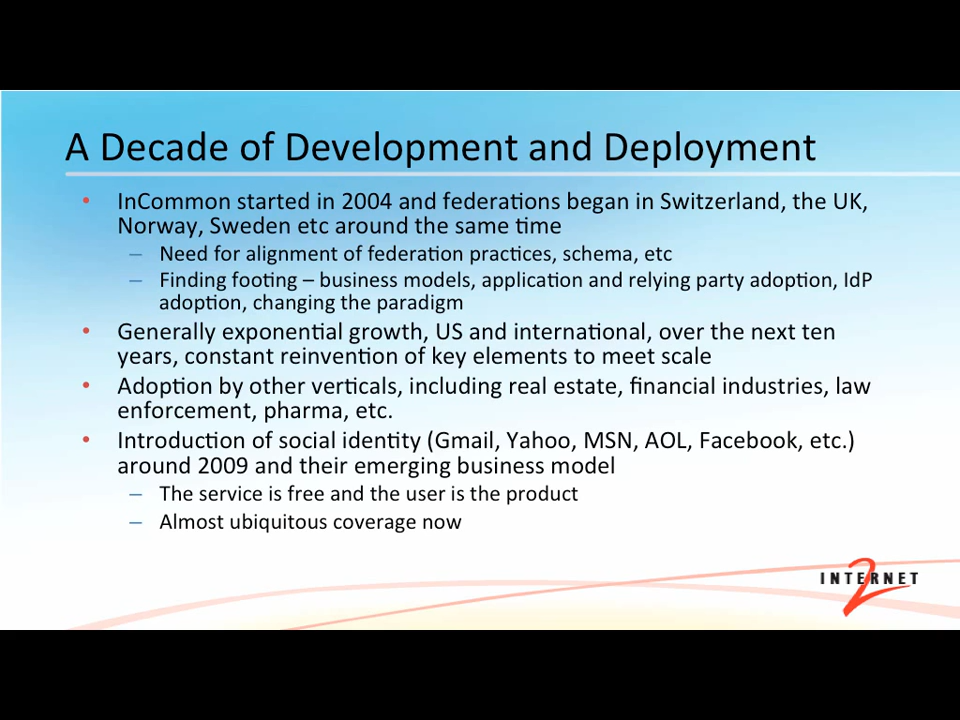 A Decade of Development and Deployment
• InCommon started in 2004 and federations began in Switzerland, the UK,
Norway, Sweden etc around the same time
– Need for alignment of federation practices, schema, etc
– Finding footing – business models, application and relying party adoption, IdP
adoption, changing the paradigm
• Generally exponential growth, US and international, over the next ten
years, constant reinvention of key elements to meet scale
• Adoption by other verticals, including real estate, financial industries, law
enforcement, pharma, etc.
• Introduction of social identity (Gmail, Yahoo, MSN, AOL, Facebook, etc.)
around 2009 and their emerging business model
– The service is free and the user is the product
– Almost ubiquitous coverage now
INTERNET
2